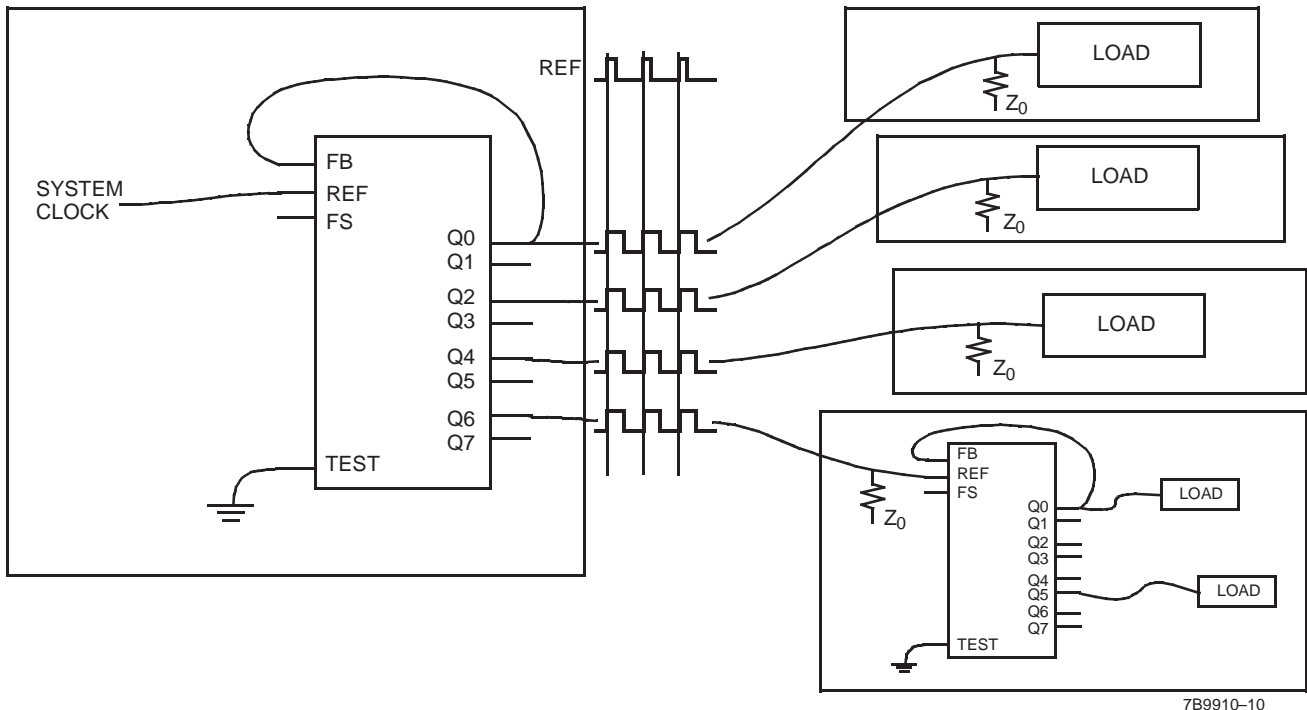 REF
FB
SYSTEM
CLOCK
REF
FS
Q0
Q1
Q2
Q3
Q4
Q5
Q6
Q7
TEST
LOAD
Z0
LOAD
Z0
LOAD
Z0
Z0
FB
REF
FS
Q0
Q1
Q2
Q3
Q4
Q5
Q6
Q7
TEST
LOAD
LOAD
7B9910–10